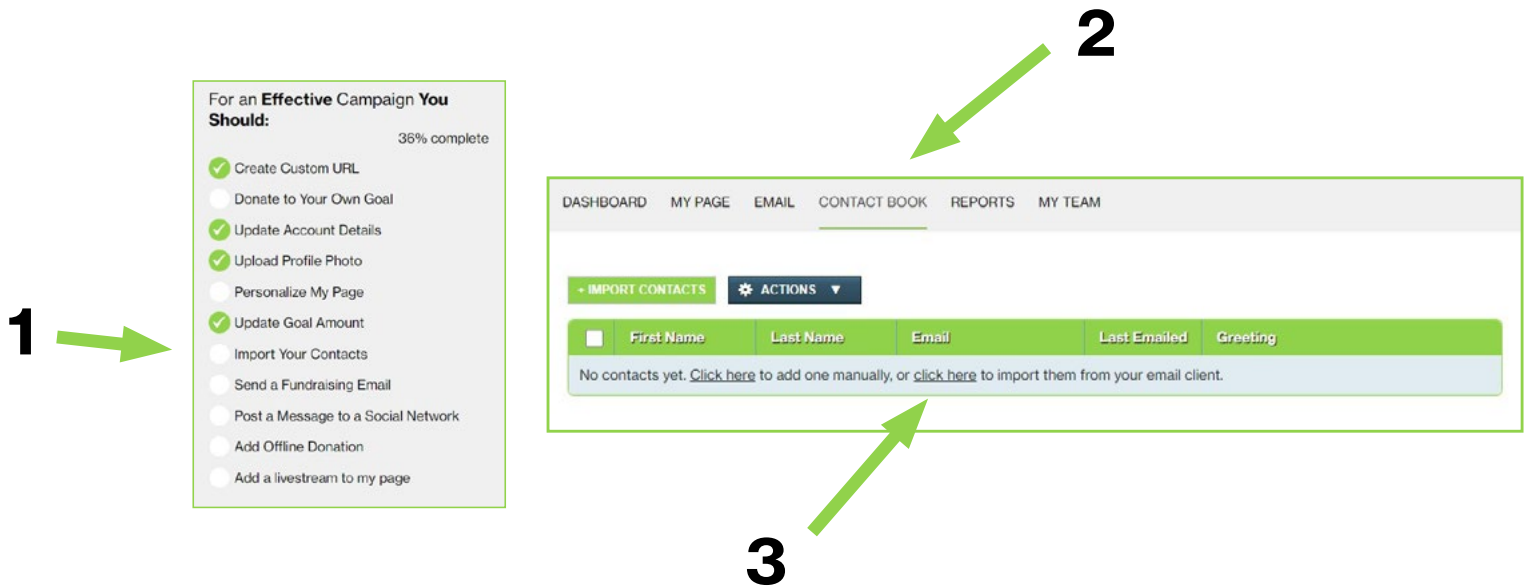 2
For an Effective Campaign You
Should:
36% complete
Create Custom URL
Donate to Your Own Goal
Update Account Details
Upload Profile Photo
Personalize My Page
Update Goal Amount
Import Your Contacts
Send a Fundraising Email
Post a Message to a Social Network
Add Offline Donation
Add a livestream to my page
1
DASHBOARD MY PAGE EMAIL CONTACT BOOK REPORTS MY TEAM
+ IMPORT CONTACTS ACTIONS ▼
First Name Last Name Email Last Emailed Greeting
No contacts yet. Click here to add one manually, or click here to import them from your email client.
3